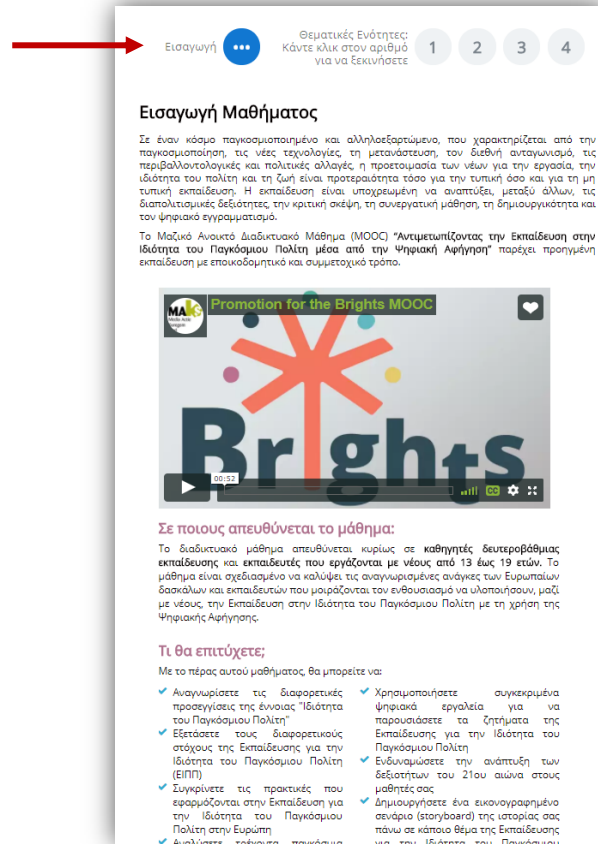 Εισαγωγή
Θεματικές Ενότητες:
Κάντε κλικ στον αριθμό
για να ξεκινήσετε
1 2 3 4
Εισαγωγή Μαθήματος
Σε έναν κόσμο παγκοσμιοποιημένο και αλληλοεξαρτώμενο, που χαρακτηρίζεται από την
παγκοσμιοποίηση, τις νέες τεχνολογίες, τη μετανάστευση, τον διεθνή ανταγωνισμό, τις
περιβαλλοντολογικές και πολιτικές αλλαγές, η προετοιμασία των νέων για την εργασία, την
ιδιότητα του πολίτη και τη ζωή είναι προτεραιότητα τόσο για την τυπική όσο και για τη μη
τυπική εκπαίδευση. Η εκπαίδευση είναι υποχρεωμένη να αναπτύξει, μεταξύ άλλων, τις
διαπολιτισμικές δεξιότητες, την κριτική σκέψη, τη συνεργατική μάθηση, τη δημιουργικότητα και
τον ψηφιακό εγγραμματισμό.
Το Μαζικό Ανοικτό Διαδικτυακό Μάθημα (MOOC) “Αντιμετωπίζοντας την Εκπαίδευση στην
Ιδιότητα του Παγκόσμιου Πολίτη μέσα από την Ψηφιακή Αφήγηση” παρέχει προηγμένη
εκπαίδευση με εποικοδομητικό και συμμετοχικό τρόπο.
Promotion for the Brights MOOC
Brights
00:52
CC
Σε ποιους απευθύνεται το μάθημα:
Το διαδικτυακό μάθημα απευθύνεται κυρίως σε καθηγητές δευτεροβάθμιας
εκπαίδευσης και εκπαιδευτές που εργάζονται με νέους από 13 έως 19 ετών. Το
μάθημα είναι σχεδιασμένο να καλύψει τις αναγνωρισμένες ανάγκες των Ευρωπαίων
δασκάλων και εκπαιδευτών που μοιράζονται τον ενθουσιασμό να υλοποιήσουν, μαζί
με νέους, την Εκπαίδευση στην Ιδιότητα του Παγκόσμιου Πολίτη με τη χρήση της
Ψηφιακής Αφήγησης.
Τι θα επιτύχετε;
Με το πέρας αυτού μαθήματος, θα μπορείτε να:
Αναγνωρίσετε τις διαφορετικές
προσεγγίσεις της έννοιας "Ιδιότητα
του Παγκόσμιου Πολίτη"
Εξετάσετε τους διαφορετικούς
στόχους της Εκπαίδευσης για την
Ιδιότητα του Παγκόσμιου Πολίτη
(ΕΙΠΠ)
Συγκρίνετε τις πρακτικές που
εφαρμόζονται στην Εκπαίδευση για
την Ιδιότητα του Παγκόσμιου
Πολίτη στην Ευρώπη
Αναλύσετε τρέχοντα παγκόσμια
Χρησιμοποιήσετε συγκεκριμένα
ψηφιακά εργαλεία για να
παρουσιάσετε τα ζητήματα της
Εκπαίδευσης για την Ιδιότητα του
Παγκόσμιου Πολίτη
Ενδυναμώσετε την ανάπτυξη των
δεξιοτήτων του 21ου αιώνα στους
μαθητές σας
Δημιουργήσετε ένα εικονογραφημένο
σενάριο (storyboard) της ιστορίας σας
πάνω σε κάποιο θέμα της Εκπαίδευσης
για την Ιδιότητα του Παγκόσμιου